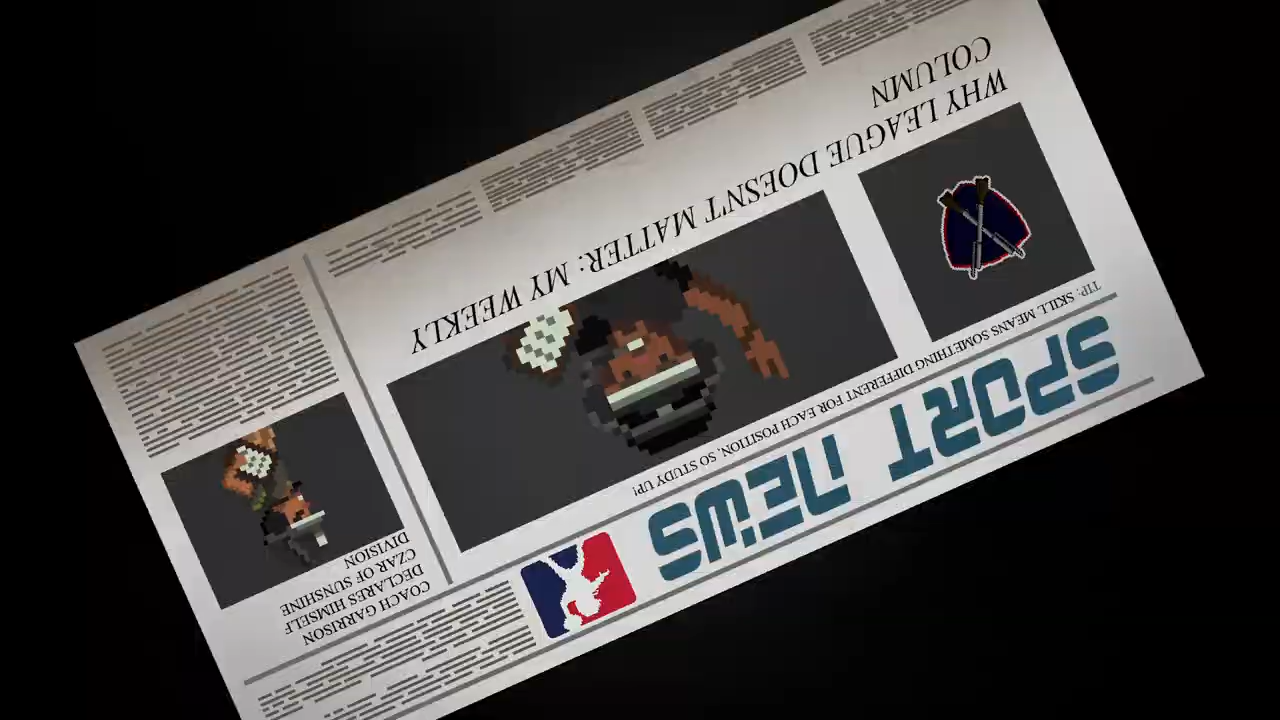 SPORT NEWS
TIP: SKILL MEANS SOMETHING DIFFERENT FOR EACH POSITION, SO STUDY UP!
WHY LEAGUE DOESN'T MATTER: MY WEEKLY
COLUMN
COACH GARRISON
DECLARES HIMSELF
CZAR OF SUNSHINE
DIVISION